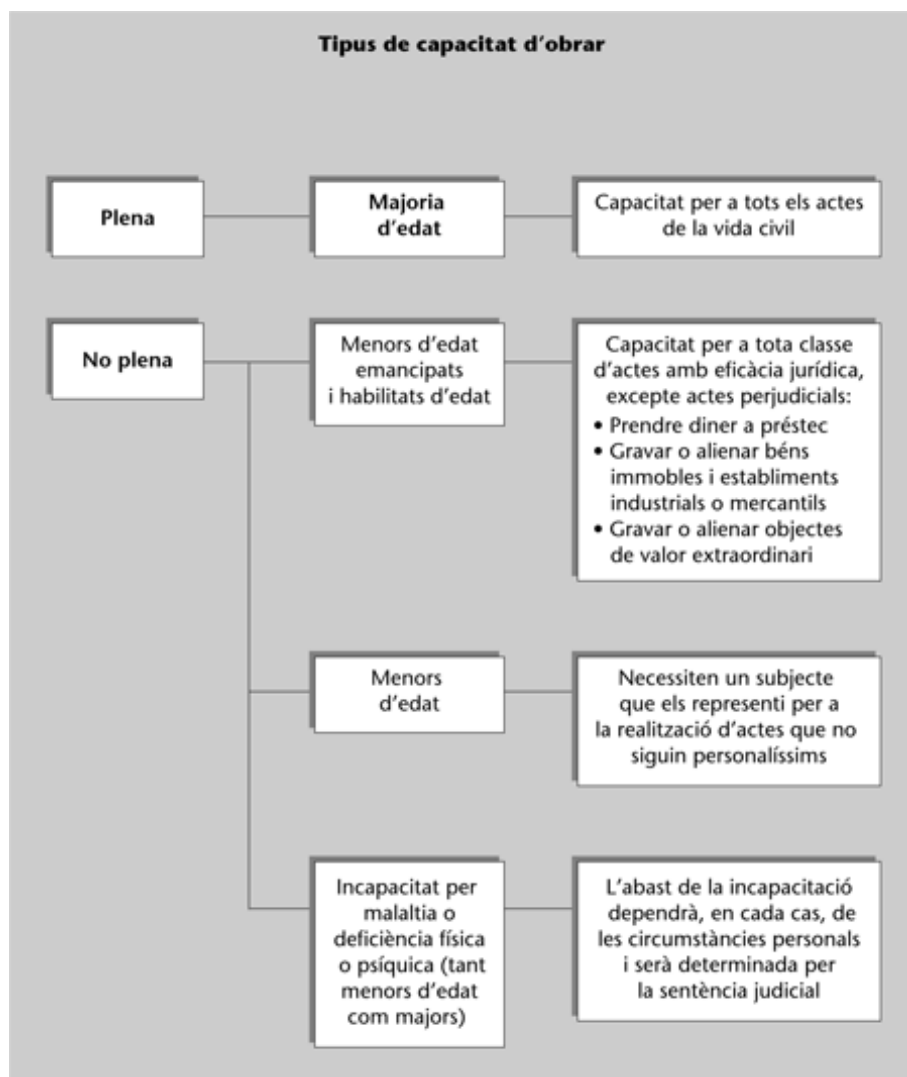 Tipus de capacitat d'obrar
Plena
Majoria
d'edat
Capacitat per a tots els actes
de la vida civil
No plena
Menors d'edat
emancipats
i habilitats d'edat
Capacitat per a tota classe
d'actes amb eficàcia jurídica,
excepte actes perjudicials:
• Prendre diner a préstec
• Gravar o alienar béns
immobles i establiments
industrials o mercantils
• Gravar o alienar objectes
de valor extraordinari
Menors
d'edat
Necessiten un subjecte
que els representi per a
la realització d'actes que no
siguin personalíssims
Incapacitat per
malaltia o
deficiència física
o psíquica (tant
menors d'edat
com majors)
L'abast de la incapacitació
dependrà, en cada cas, de
les circumstàncies personals
i serà determinada per
la sentència judicial